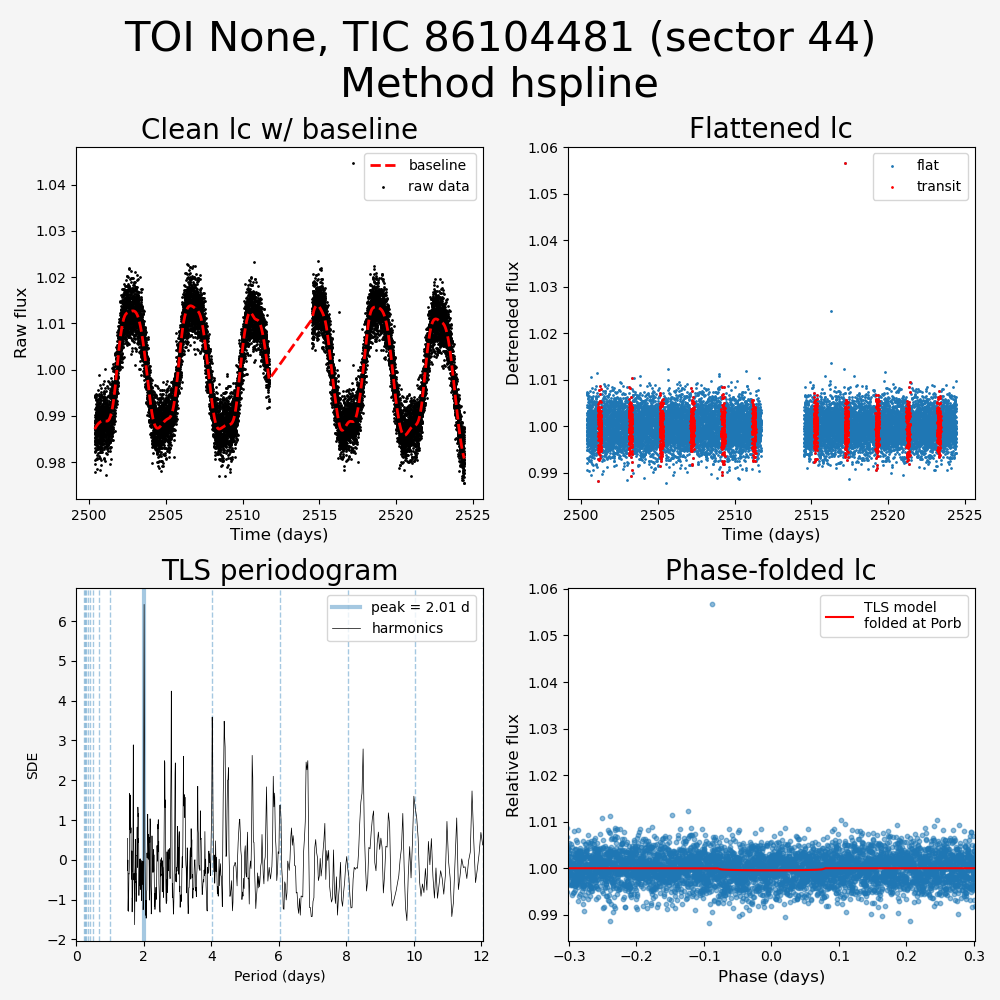 TOI None, TIC 86104481 (sector 44)
Method hspline
Clean lc w/ baseline
baseline
raw data
1.04
1.03
1.02
1.01
1.00
0.99
0.98
Raw flux
2500
2505
2510
2515
2520
2525
Time (days)
Flattened lc
flat
transit
1.06
1.05
1.04
1.03
1.02
1.01
1.00
0.99
Detrended flux
2500
2505
2510
2515
2520
2525
Time (days)
TLS periodogram
peak = 2.01 d
harmonics
6
5
4
3
2
1
0
−1
−2
SDE
0
2
4
6
8
10
12
Period (days)
Phase-folded lc
TLS model
folded at Porb
1.06
1.05
1.04
1.03
1.02
1.01
1.00
0.99
Relative flux
−0.3
−0.2
−0.1
0.0
0.1
0.2
0.3
Phase (days)